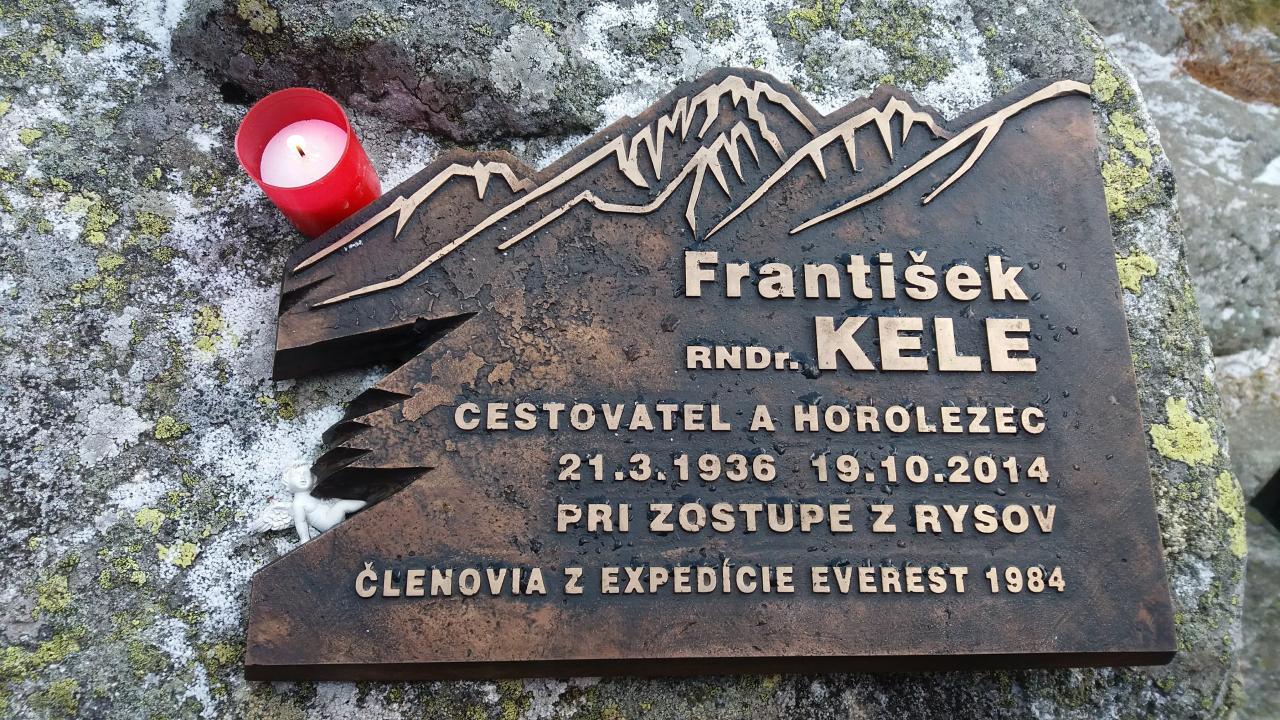 František
RNDr. KELE
CESTOVATEL A HOROLEZEC
21.3.1936 19.10.2014
PRI ZOSTUPE Z RYSOV
ČLENOVIA Z EXPEDÍCIE EVEREST 1984